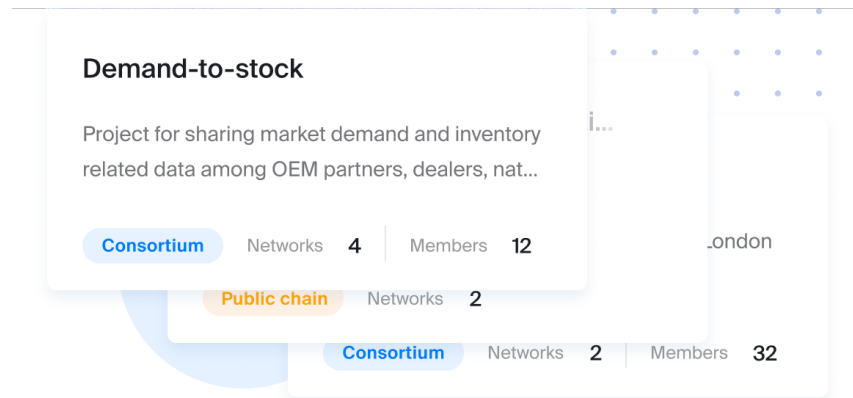 Demand-to-stock
Project for sharing market demand and inventory
related data among OEM partners, dealers, nat...
Consortium Networks 4 Members 12
i...
Public chain Networks 2
London
Consortium Networks 2 Members 32